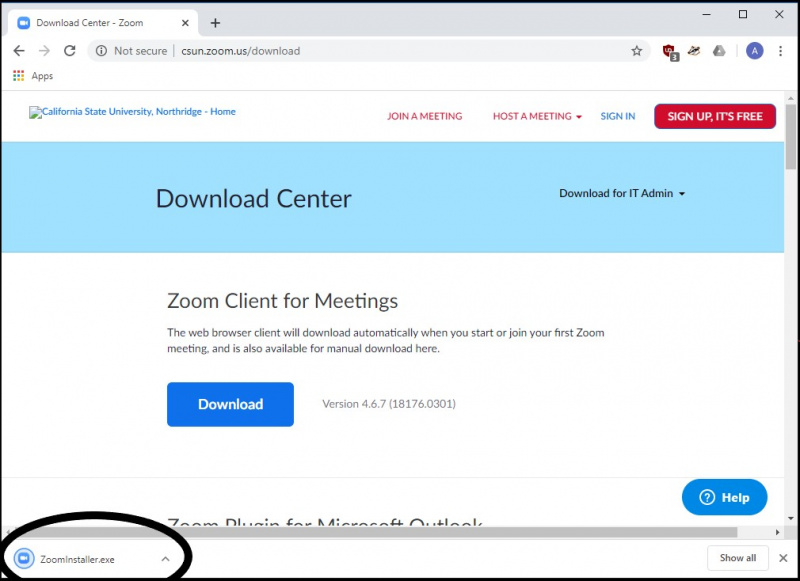 Download Center - Zoom
Not secure | csun.zoom.us/download
3
A
Apps
California State University, Northridge - Home
JOIN A MEETING
HOST A MEETING
SIGN IN
SIGN UP, IT'S FREE
Download Center
Download for IT Admin
Zoom Client for Meetings
The web browser client will download automatically when you start or join your first Zoom
meeting, and is also available for manual download here.
Download
Version 4.6.7 (18176.0301)
? Help
Zoom Plugin for Microsoft Outlook
ZoomInstaller.exe
Show all